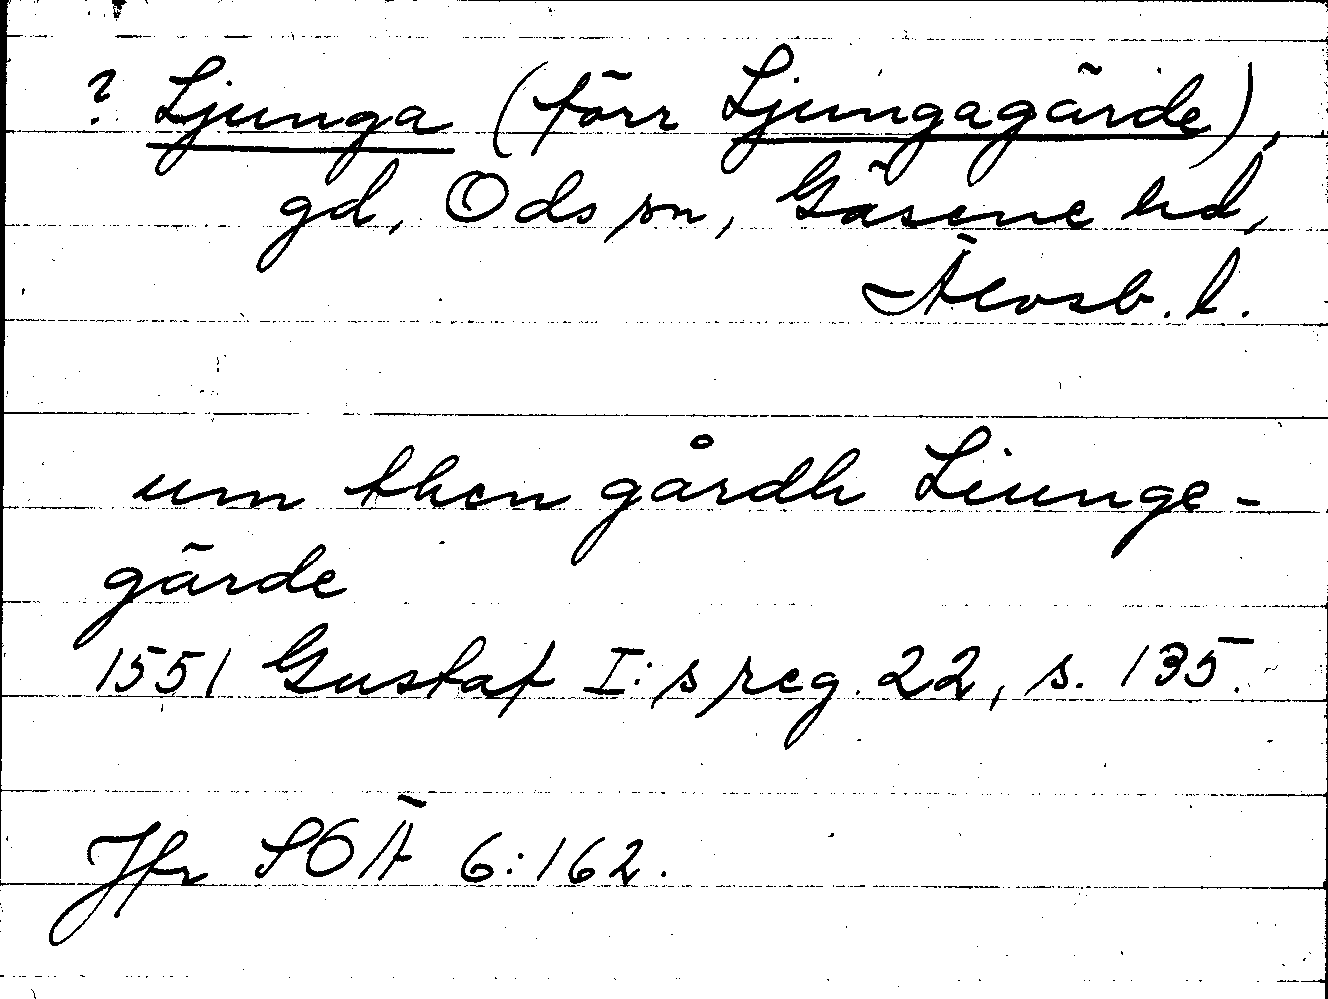 ? Ljunga (förr Ljungagärde),
gd, Ods sn, Gäsene hd,
Älvsb. l.
um then gårdh Liunge-
gärde
1551 Gustaf I:s reg. 22, s. 135.
Jfr SOÄ 6:162.